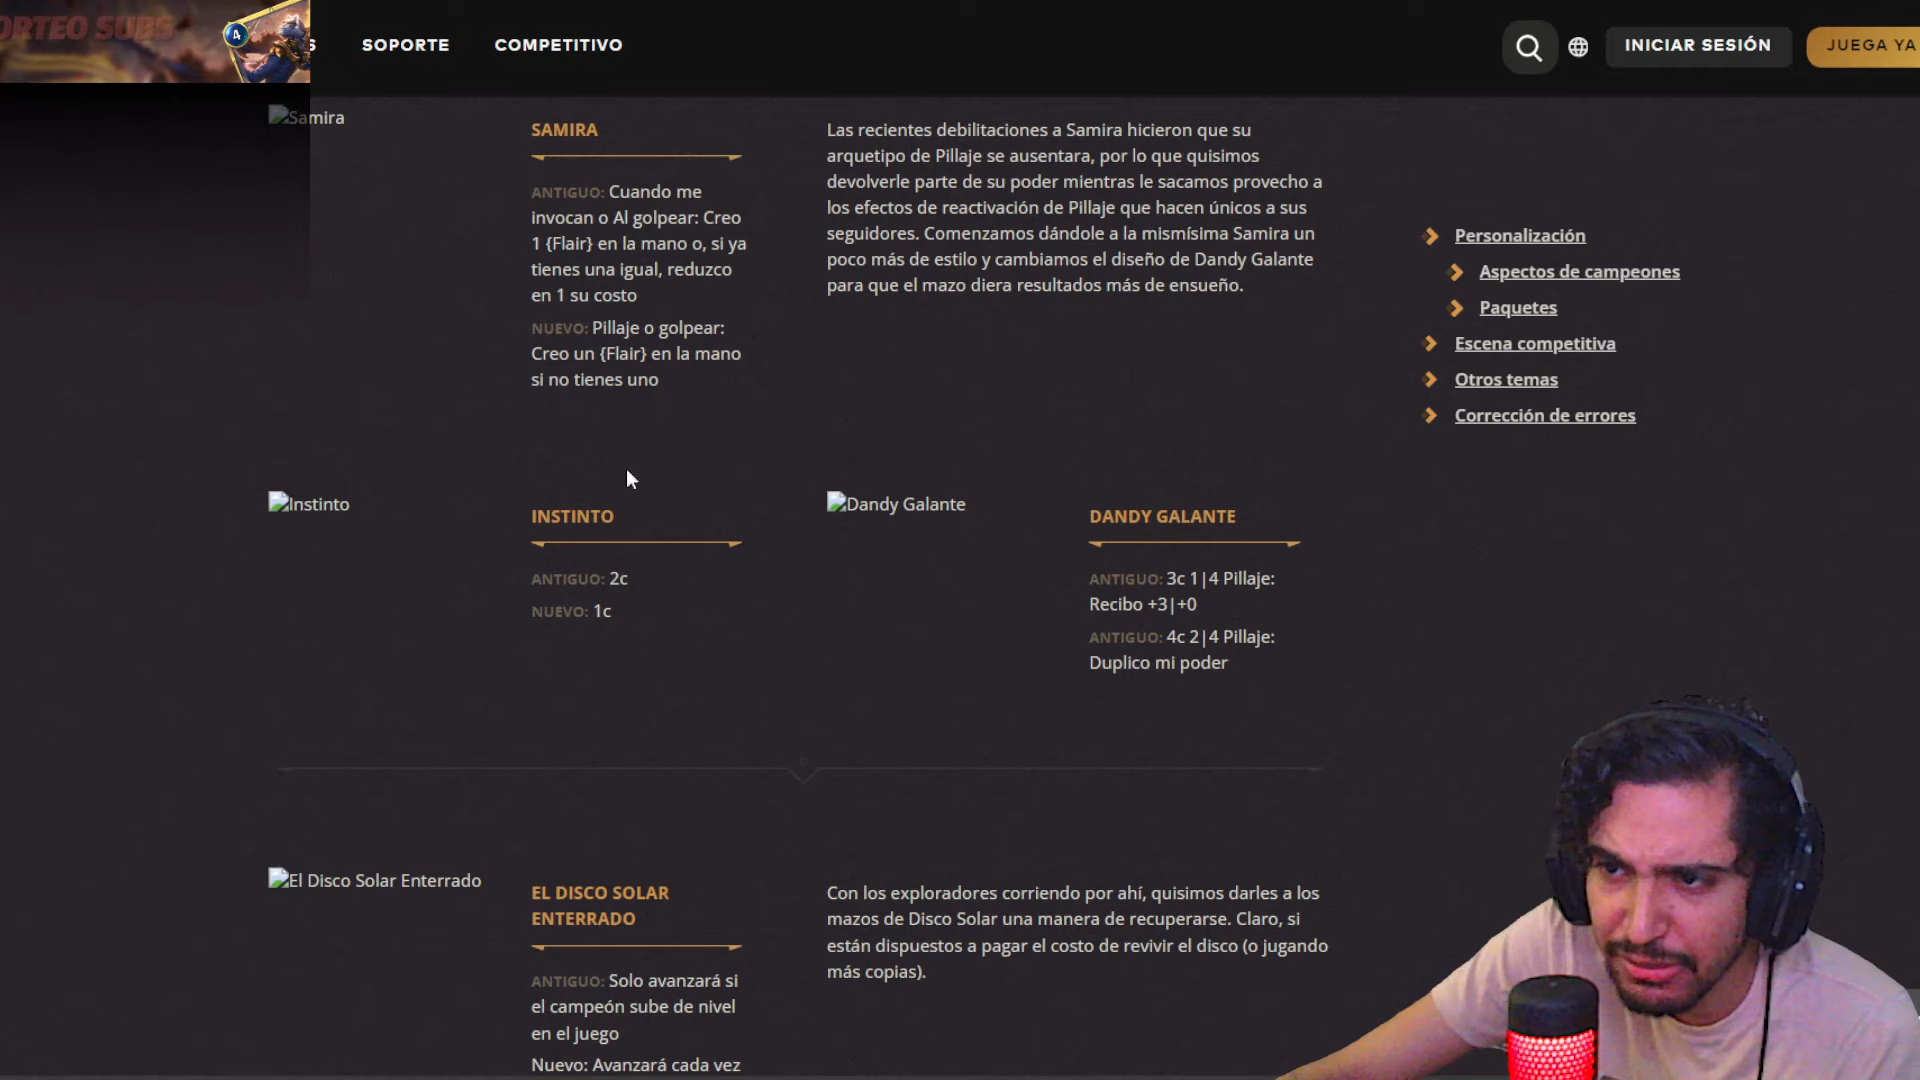 ORTEO SUBS
4
S
SOPORTE
COMPETITIVO
INICIAR SESIÓN
JUEGA YA
Samira
SAMIRA
ANTIGUO: Cuando me
invocan o Al golpear: Creo
1 {Flair} en la mano o, si ya
tienes una igual, reduzco
en 1 su costo
NUEVO: Pillaje o golpear:
Creo un {Flair} en la mano
si no tienes uno
Las recientes debilitaciones a Samira hicieron que su
arquetipo de Pillaje se ausentara, por lo que quisimos
devolverle parte de su poder mientras le sacamos provecho a
los efectos de reactivación de Pillaje que hacen únicos a sus
seguidores. Comenzamos dándole a la mismísima Samira un
poco más de estilo y cambiamos el diseño de Dandy Galante
para que el mazo diera resultados más de ensueño.
Personalización
Aspectos de campeones
Paquetes
Escena competitiva
Otros temas
Corrección de errores
Instinto
INSTINTO
ANTIGUO: 2c
NUEVO: 1c
Dandy Galante
DANDY GALANTE
ANTIGUO: 3c 1|4 Pillaje:
Recibo +3|+0
ANTIGUO: 4c 2|4 Pillaje:
Duplico mi poder
El Disco Solar Enterrado
EL DISCO SOLAR
ENTERRADO
ANTIGUO: Solo avanzará si
el campeón sube de nivel
en el juego
Nuevo: Avanzará cada vez
Con los exploradores corriendo por ahí, quisimos darles a los
mazos de Disco Solar una manera de recuperarse. Claro, si
están dispuestos a pagar el costo de revivir el disco (o jugando
más copias).